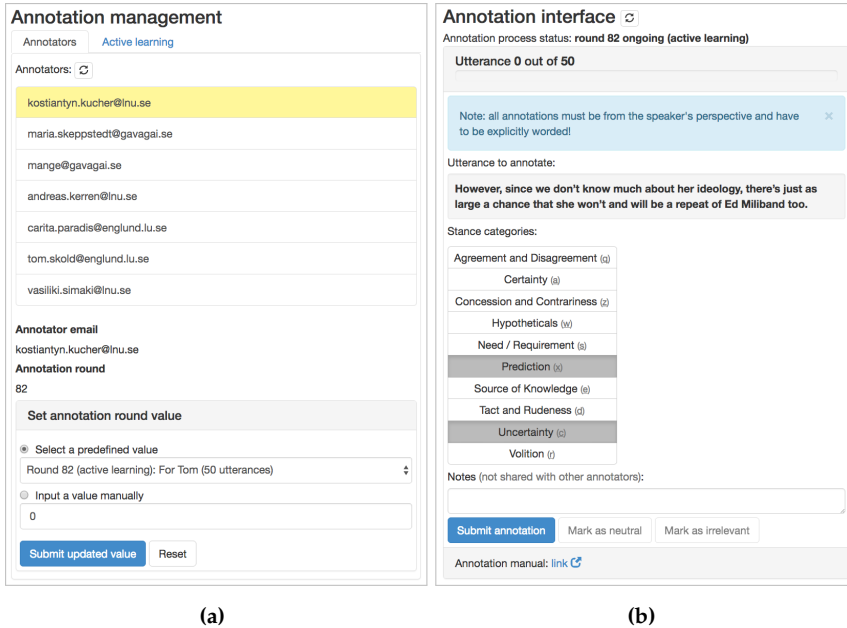 Annotation management
Annotators
Active learning
Annotators:
kostiantyn.kucher@lnu.se
maria.skeppstedt@gavagai.se
mange@gavagai.se
andreas.kerren@lnu.se
carita.paradis@englund.lu.se
tom.skold@englund.lu.se
vasiliki.simaki@lnu.se
Annotator email
kostiantyn.kucher@lnu.se
Annotation round
82
Set annotation round value
Select a predefined value
Round 82 (active learning): For Tom (50 utterances)
Input a value manually
0
Submit updated value
Reset
(a)
Annotation interface
Annotation process status: round 82 ongoing (active learning)
Utterance 0 out of 50
Note: all annotations must be from the speaker's perspective and have
to be explicitly worded!
×
Utterance to annotate:
However, since we don't know much about her ideology, there's just as
large a chance that she won't and will be a repeat of Ed Miliband too.
Stance categories:
Agreement and Disagreement (q)
Certainty (a)
Concession and Contrariness (z)
Hypotheticals (w)
Need / Requirement (s)
Prediction (x)
Source of Knowledge (e)
Tact and Rudeness (d)
Uncertainty (c)
Volition (r)
Notes (not shared with other annotators):
Submit annotation
Mark as neutral
Mark as irrelevant
Annotation manual: link
(b)